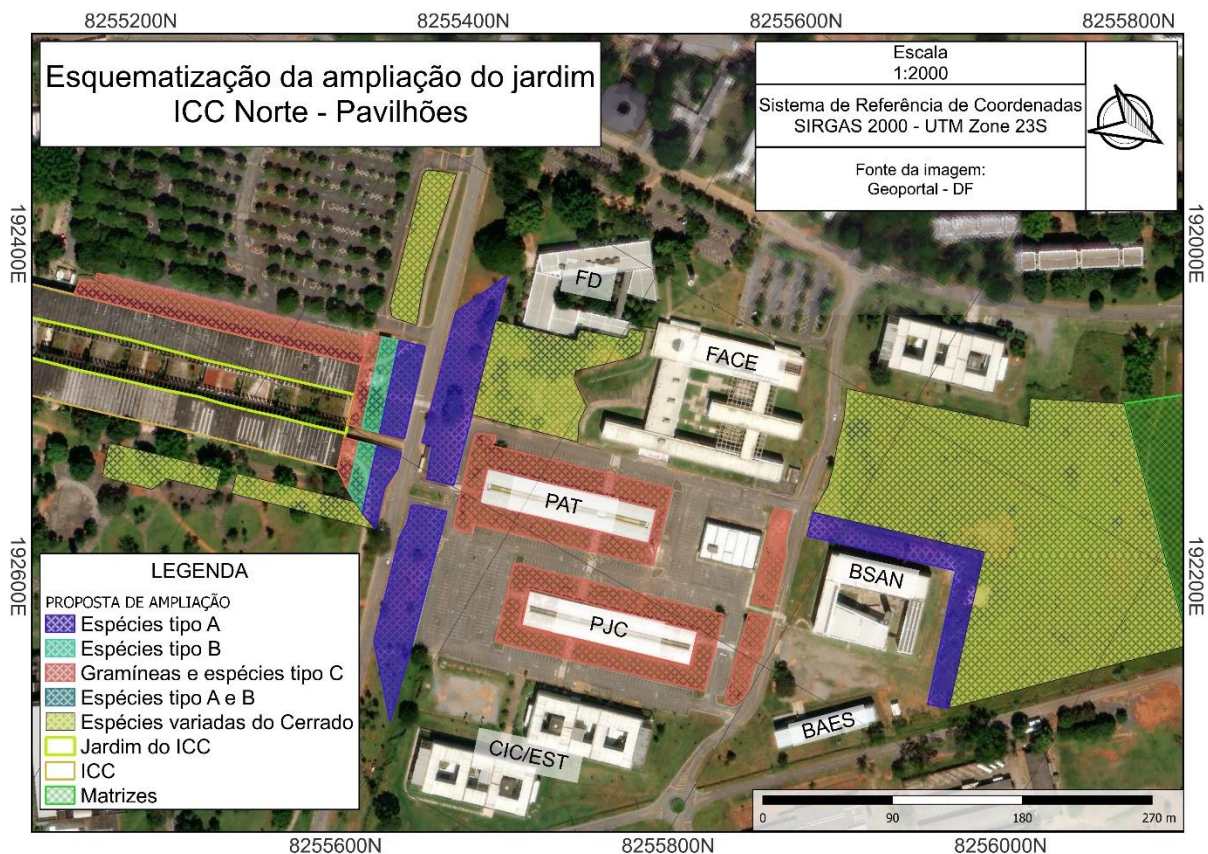 8255200N
8255400N
8255600N
8255800N
Esquematização da ampliação do jardim
ICC Norte - Pavilhões
Escala
1:2000
Sistema de Referência de Coordenadas
SIRGAS 2000 - UTM Zone 23S
Fonte da imagem:
Geoportal - DF
192400E
192000E
FD
FACE
PAT
PJC
BSAN
BAES
CIC/EST
192600E
192200E
LEGENDA
PROPOSTA DE AMPLIAÇÃO
Espécies tipo A
Espécies tipo B
Gramíneas e espécies tipo C
Espécies tipo A e B
Espécies variadas do Cerrado
Jardim do ICC
ICC
Matrizes
0 90 180 270 m
8255600N
8255800N
8256000N